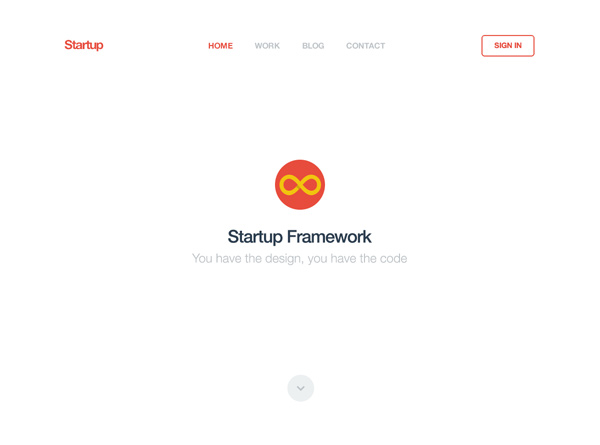 Startup HOME WORK BLOG CONTACT SIGN IN
Startup Framework
You have the design, you have the code